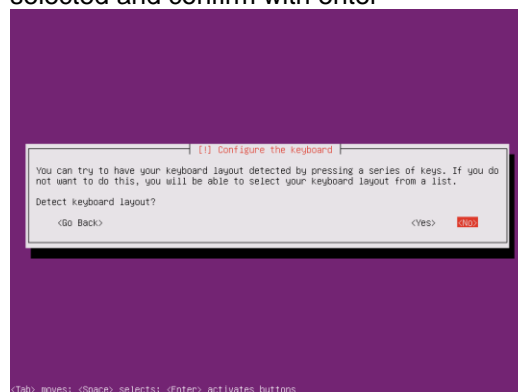 selected and confirm with enter
[!] Configure the keyboard
You can try to have your keyboard layout detected by pressing a series of keys. If you do
not want to do this, you will be able to select your keyboard layout from a list.
Detect keyboard layout?
<Go Back> <Yes> <No>
<Tab> moves; <Space> selects; <Enter> activates buttons